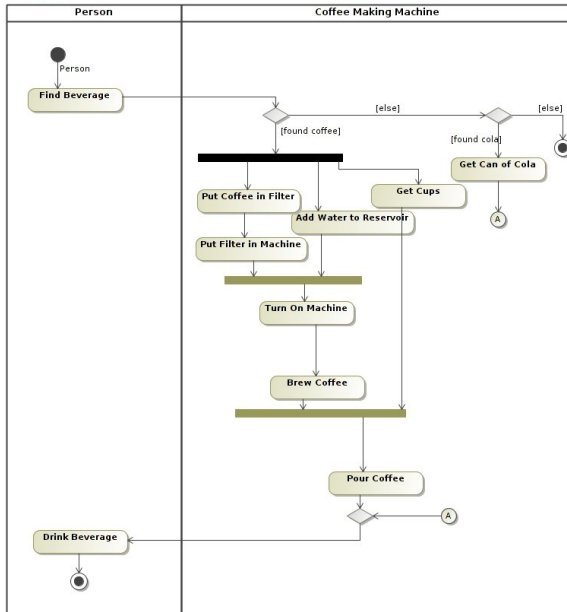 Person
Coffee Making Machine
Person
Find Beverage
[else]
[else]
[found coffee]
[found cola]
Get Can of Cola
Put Coffee in Filter
Get Cups
Add Water to Reservoir
A
Put Filter in Machine
Turn On Machine
Brew Coffee
Pour Coffee
A
Drink Beverage